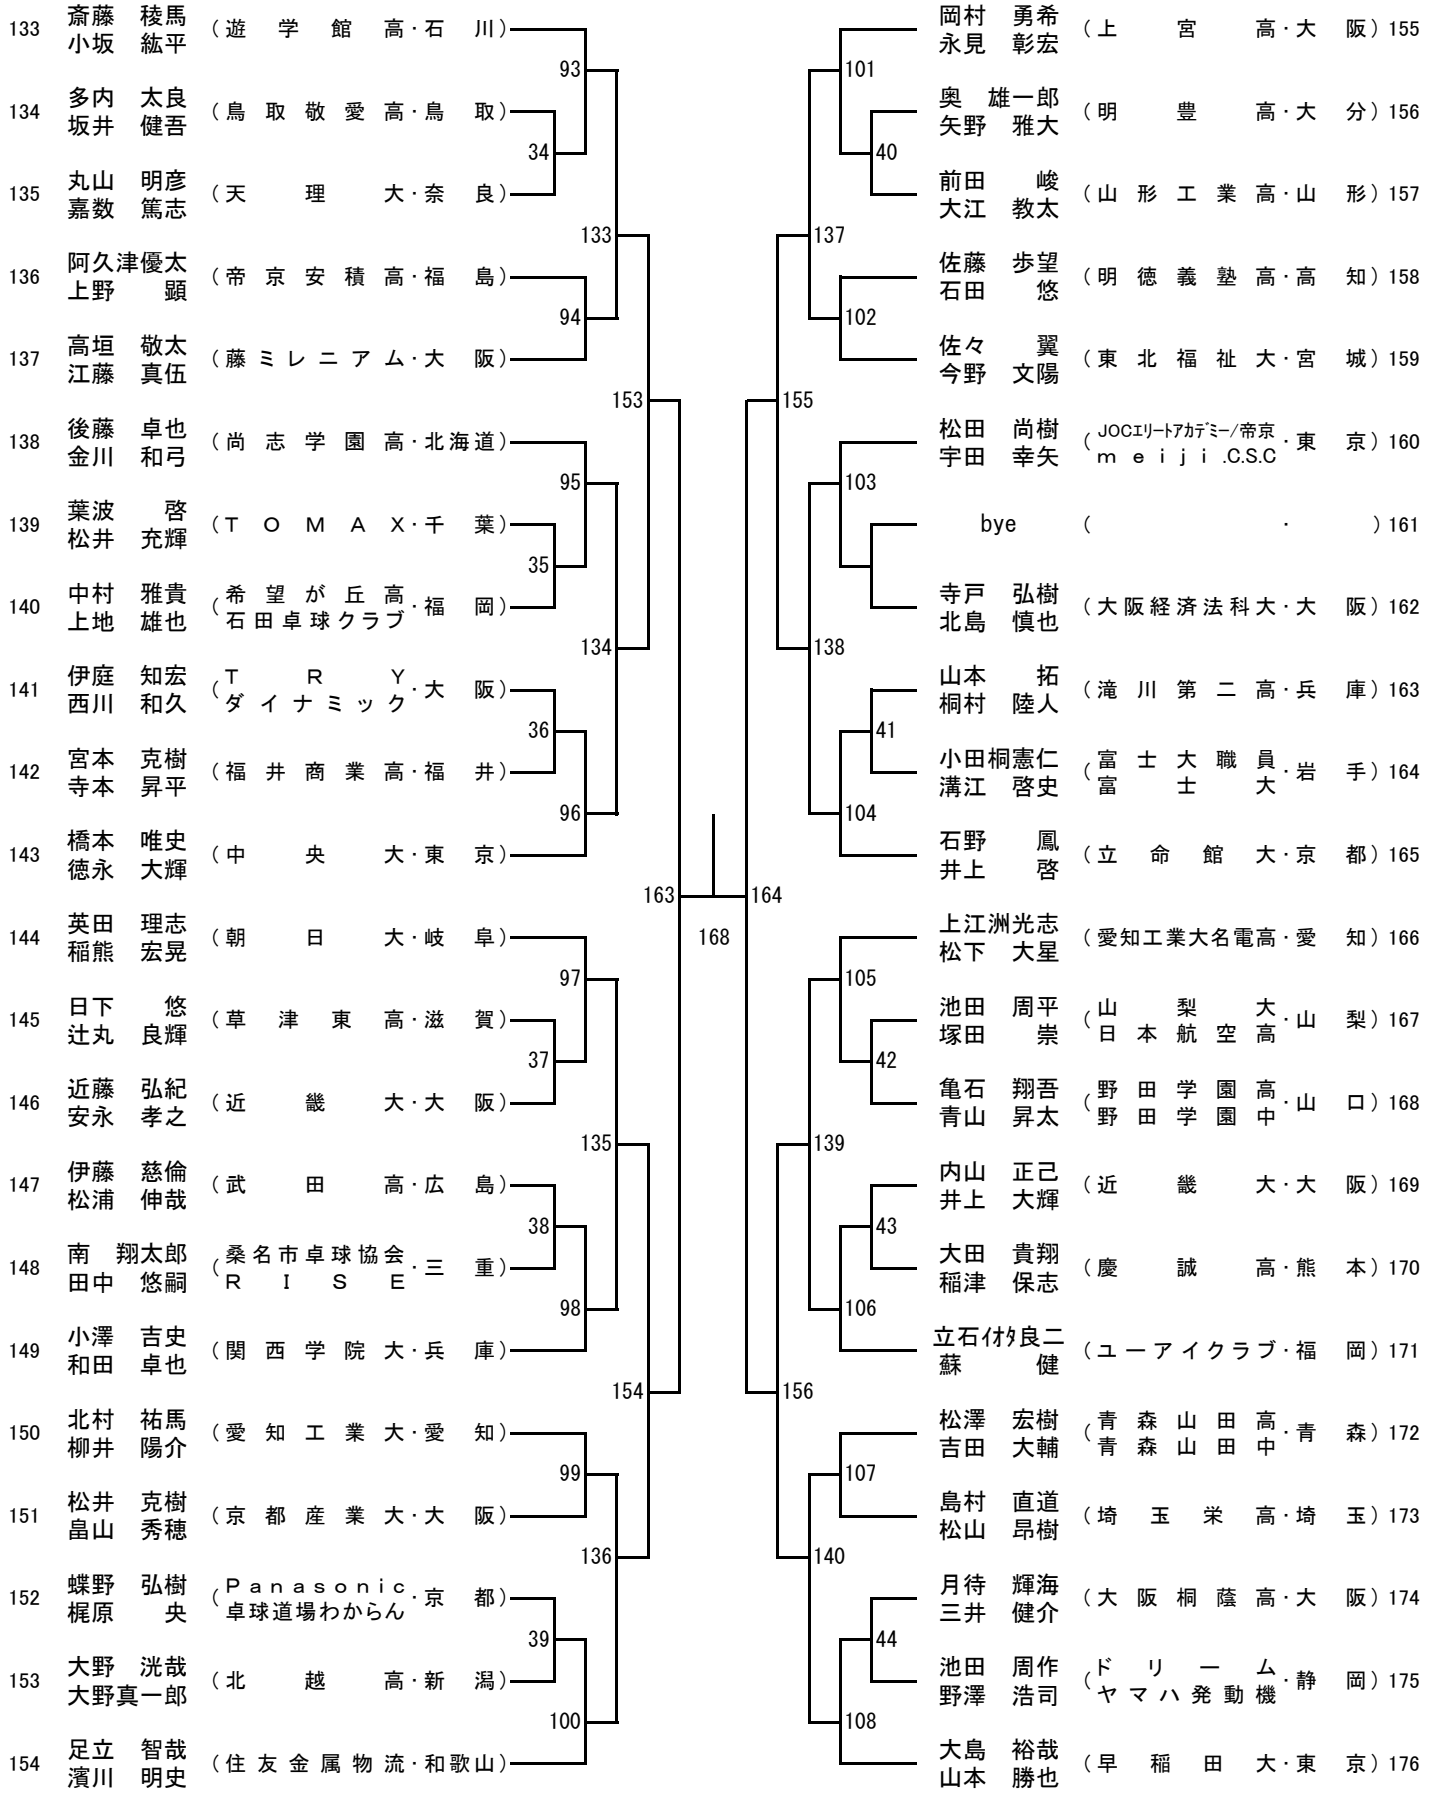 133 斎藤 稜馬 小坂 紘平 (遊学館高・石川)
134 多内 太良 坂井 健吾 (鳥取敬愛高・鳥取)
135 丸山 明彦 嘉数 篤志 (天理大・奈良)
136 阿久津優太 上野 顕 (帝京安積高・福島)
137 高垣 敬太 江藤 真伍 (藤ミレニアム・大阪)
138 後藤 卓也 金川 和弓 (尚志学園高・北海道)
139 葉波 啓 松井 充輝 (TOMAX・千葉)
140 中村 雅貴 上地 雄也 (希望が丘高 石田卓球クラブ・福岡)
141 伊庭 知宏 西川 和久 (TRY ダイナミック・大阪)
142 宮本 克樹 寺本 昇平 (福井商業高・福井)
143 橋本 唯史 徳永 大輝 (中央大・東京)
144 英田 理志 稲熊 宏晃 (朝日大・岐阜)
145 日下 悠 辻丸 良輝 (草津東高・滋賀)
146 近藤 弘紀 安永 孝之 (近畿大・大阪)
147 伊藤 慈倫 松浦 伸哉 (武田高・広島)
148 南 翔太郎 田中 悠嗣 (桑名市卓球協会 RISE・三重)
149 小澤 吉史 和田 卓也 (関西学院大・兵庫)
150 北村 祐馬 柳井 陽介 (愛知工業大・愛知)
151 松井 克樹 畠山 秀穂 (京都産業大・大阪)
152 蝶野 弘樹 梶原 央 (Panasonic 卓球道場わからん・京都)
153 大野 洸哉 大野真一郎 (北越高・新潟)
154 足立 智哉 濱川 明史 (住友金属物流・和歌山)
93
34
133
94
153
95
35
134
36
96
163
168
164
97
37
135
38
98
154
99
136
39
100
101
40
137
102
155
103
138
41
104
105
42
139
43
106
156
107
140
44
108
岡村 勇希 永見 彰宏 (上宮高・大阪) 155
奥 雄一郎 矢野 雅大 (明豊高・大分) 156
前田 峻 大江 教太 (山形工業高・山形) 157
佐藤 歩望 石田 悠 (明徳義塾高・高知) 158
佐々 翼 今野 文陽 (東北福祉大・宮城) 159
松田 尚樹 宇田 幸矢 (JOCエリートアカデミー/帝京 meiji.C.S.C・東京) 160
bye (・) 161
寺戸 弘樹 北島 慎也 (大阪経済法科大・大阪) 162
山本 拓 桐村 陸人 (滝川第二高・兵庫) 163
小田桐憲仁 溝江 啓史 (富士大職員 富士大・岩手) 164
石野 鳳 井上 啓 (立命館大・京都) 165
上江洲光志 松下 大星 (愛知工業大名電高・愛知) 166
池田 周平 塚田 崇 (山梨大 日本航空高・山梨) 167
亀石 翔吾 青山 昇太 (野田学園高 野田学園中・山口) 168
内山 正己 井上 大輝 (近畿大・大阪) 169
大田 貴翔 稲津 保志 (慶誠高・熊本) 170
立石イオタ良二 蘇 健 (ユーアイクラブ・福岡) 171
松澤 宏樹 吉田 大輔 (青森山田高 青森山田中・青森) 172
島村 直道 松山 昂樹 (埼玉栄高・埼玉) 173
月待 輝海 三井 健介 (大阪桐蔭高・大阪) 174
池田 周作 野澤 浩司 (ドリーム ヤマハ発動機・静岡) 175
大島 裕哉 山本 勝也 (早稲田大・東京) 176